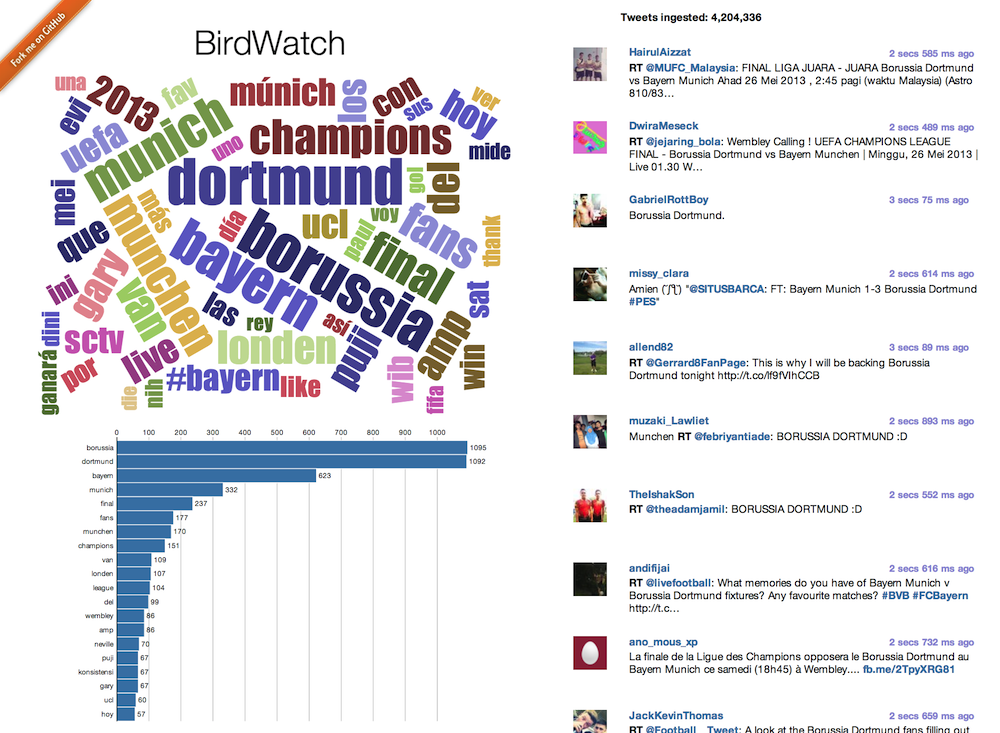 Fork me on GitHub
BirdWatch
una
2013
fav
múnich
los
con
sus
ver
hoy
evi
uefa
munich
uno
champions
mide
mei
dortmund
gol
del
más
día
ucl
voy
fans
thank
que
munchen
bayern
borussia
paul
final
ini
gary
van
las
rey
así
sat
ganará
dini
sctv
live
londen
puji
amp
win
por
die
nih
#bayern
like
wib
fifa
0 100 200 300 400 500 600 700 800 900 1000
borussia 1095
dortmund 1092
bayern 623
munich 332
final 237
fans 177
munchen 170
champions 151
van 109
londen 107
league 104
del 99
wembley 86
amp 86
neville 70
puji 67
konsistensi 67
gary 67
ucl 60
hoy 57
Tweets ingested: 4,204,336
HairulAizzat 2 secs 585 ms ago
RT @MUFC_Malaysia: FINAL LIGA JUARA - JUARA Borussia Dortmund
vs Bayern Munich Ahad 26 Mei 2013 , 2:45 pagi (waktu Malaysia) (Astro
810/83…
DwiraMeseck 2 secs 489 ms ago
RT @jejaring_bola: Wembley Calling ! UEFA CHAMPIONS LEAGUE
FINAL - Borussia Dortmund vs Bayern Munchen | Minggu, 26 Mei 2013 |
Live 01.30 W…
GabrielRottBoy 3 secs 75 ms ago
Borussia Dortmund.
missy_clara 2 secs 614 ms ago
Amien "@SITUSBARCA: FT: Bayern Munich 1-3 Borussia Dortmund
#PES"
allend82 3 secs 89 ms ago
RT @Gerrard8FanPage: This is why I will be backing Borussia
Dortmund tonight http://t.co/lf9fVIhCCB
muzaki_Lawliet 2 secs 893 ms ago
Munchen RT @febriyantiade: BORUSSIA DORTMUND :D
TheIshakSon 2 secs 552 ms ago
RT @theadamjamil: BORUSSIA DORTMUND :D
andifijai 2 secs 616 ms ago
RT @livefootball: What memories do you have of Bayern Munich v
Borussia Dortmund fixtures? Any favourite matches? #BVB #FCBayern
http://t.c…
ano_mous_xp 2 secs 732 ms ago
La finale de la Ligue des Champions opposera le Borussia Dortmund au
Bayern Munich ce samedi (18h45) à Wembley.... fb.me/2TpyXRG81
JackKevinThomas 2 secs 659 ms ago
RT @Football__Tweet: A look at the Borussia Dortmund fans filling out